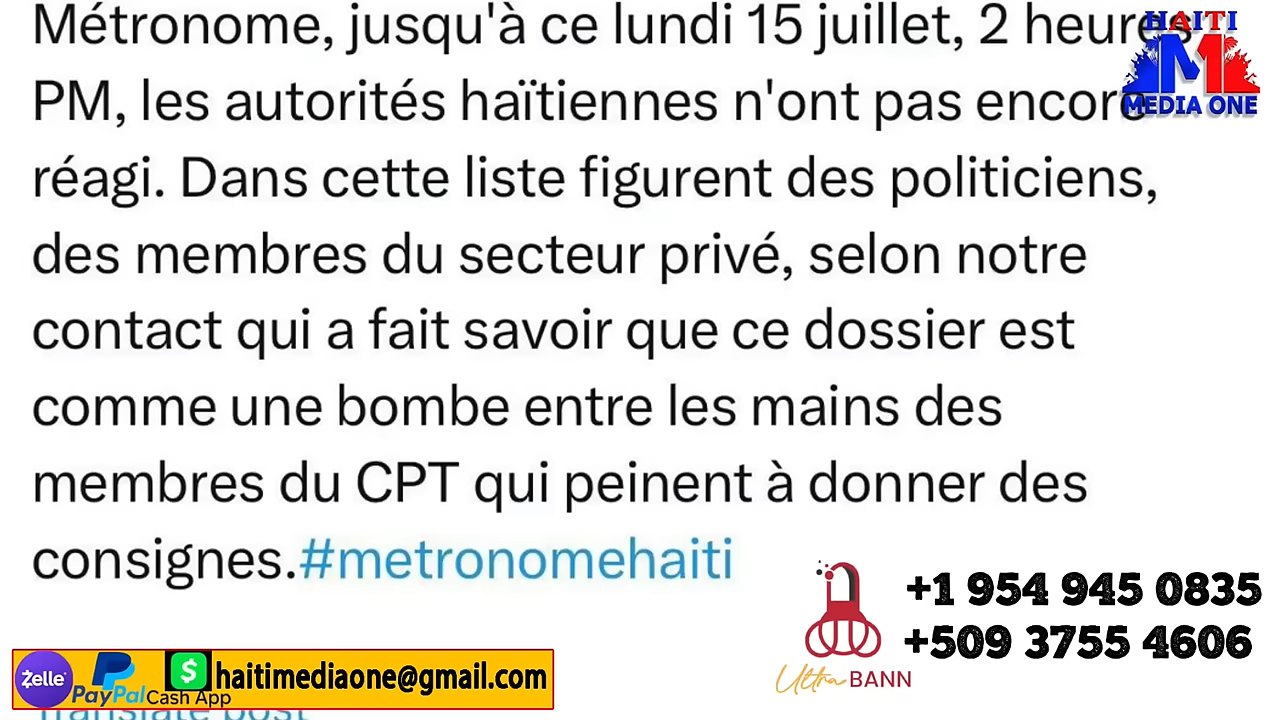 Métronome, jusqu'à ce lundi 15 juillet, 2 heures
PM, les autorités haïtiennes n'ont pas encore
réagi. Dans cette liste figurent des politiciens,
des membres du secteur privé, selon notre
contact qui a fait savoir que ce dossier est
comme une bombe entre les mains des
membres du CPT qui peinent à donner des
consignes.#metronomehaiti
HAITI
M
MEDIA ONE
+1 954 945 0835
+509 3755 4606
Ultra BANN
Zelle
PayPal
$
Cash App
haitimediaone@gmail.com
Translate post